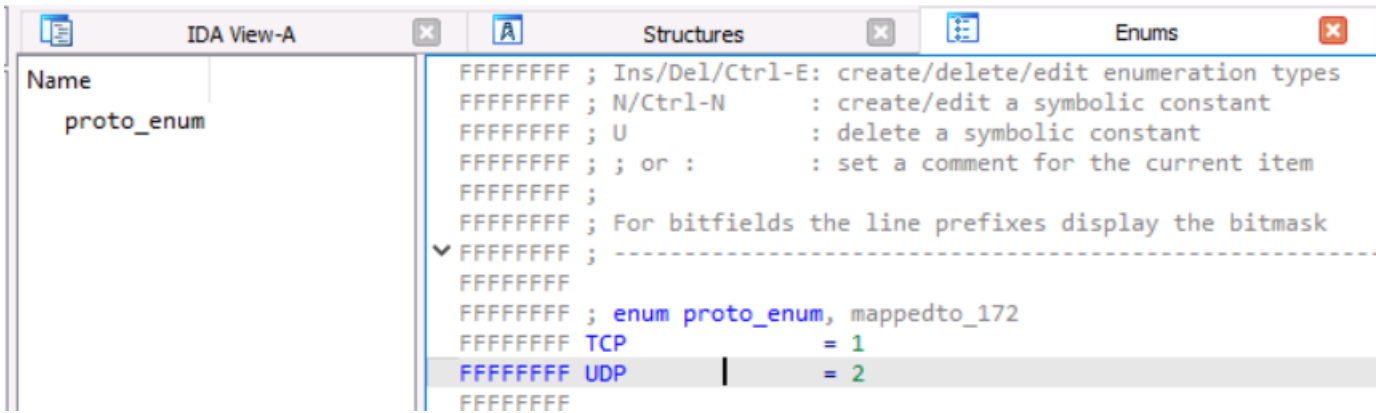 IDA View-A Structures Enums
Name
proto_enum
FFFFFFFF ; Ins/Del/Ctrl-E: create/delete/edit enumeration types
FFFFFFFF ; N/Ctrl-N       : create/edit a symbolic constant
FFFFFFFF ; U              : delete a symbolic constant
FFFFFFFF ; ; or :         : set a comment for the current item
FFFFFFFF ;
FFFFFFFF ; For bitfields the line prefixes display the bitmask
FFFFFFFF ; -------------------------------------------------------
FFFFFFFF
FFFFFFFF ; enum proto_enum, mappedto_172
FFFFFFFF TCP              = 1
FFFFFFFF UDP              = 2
FFFFFFFF